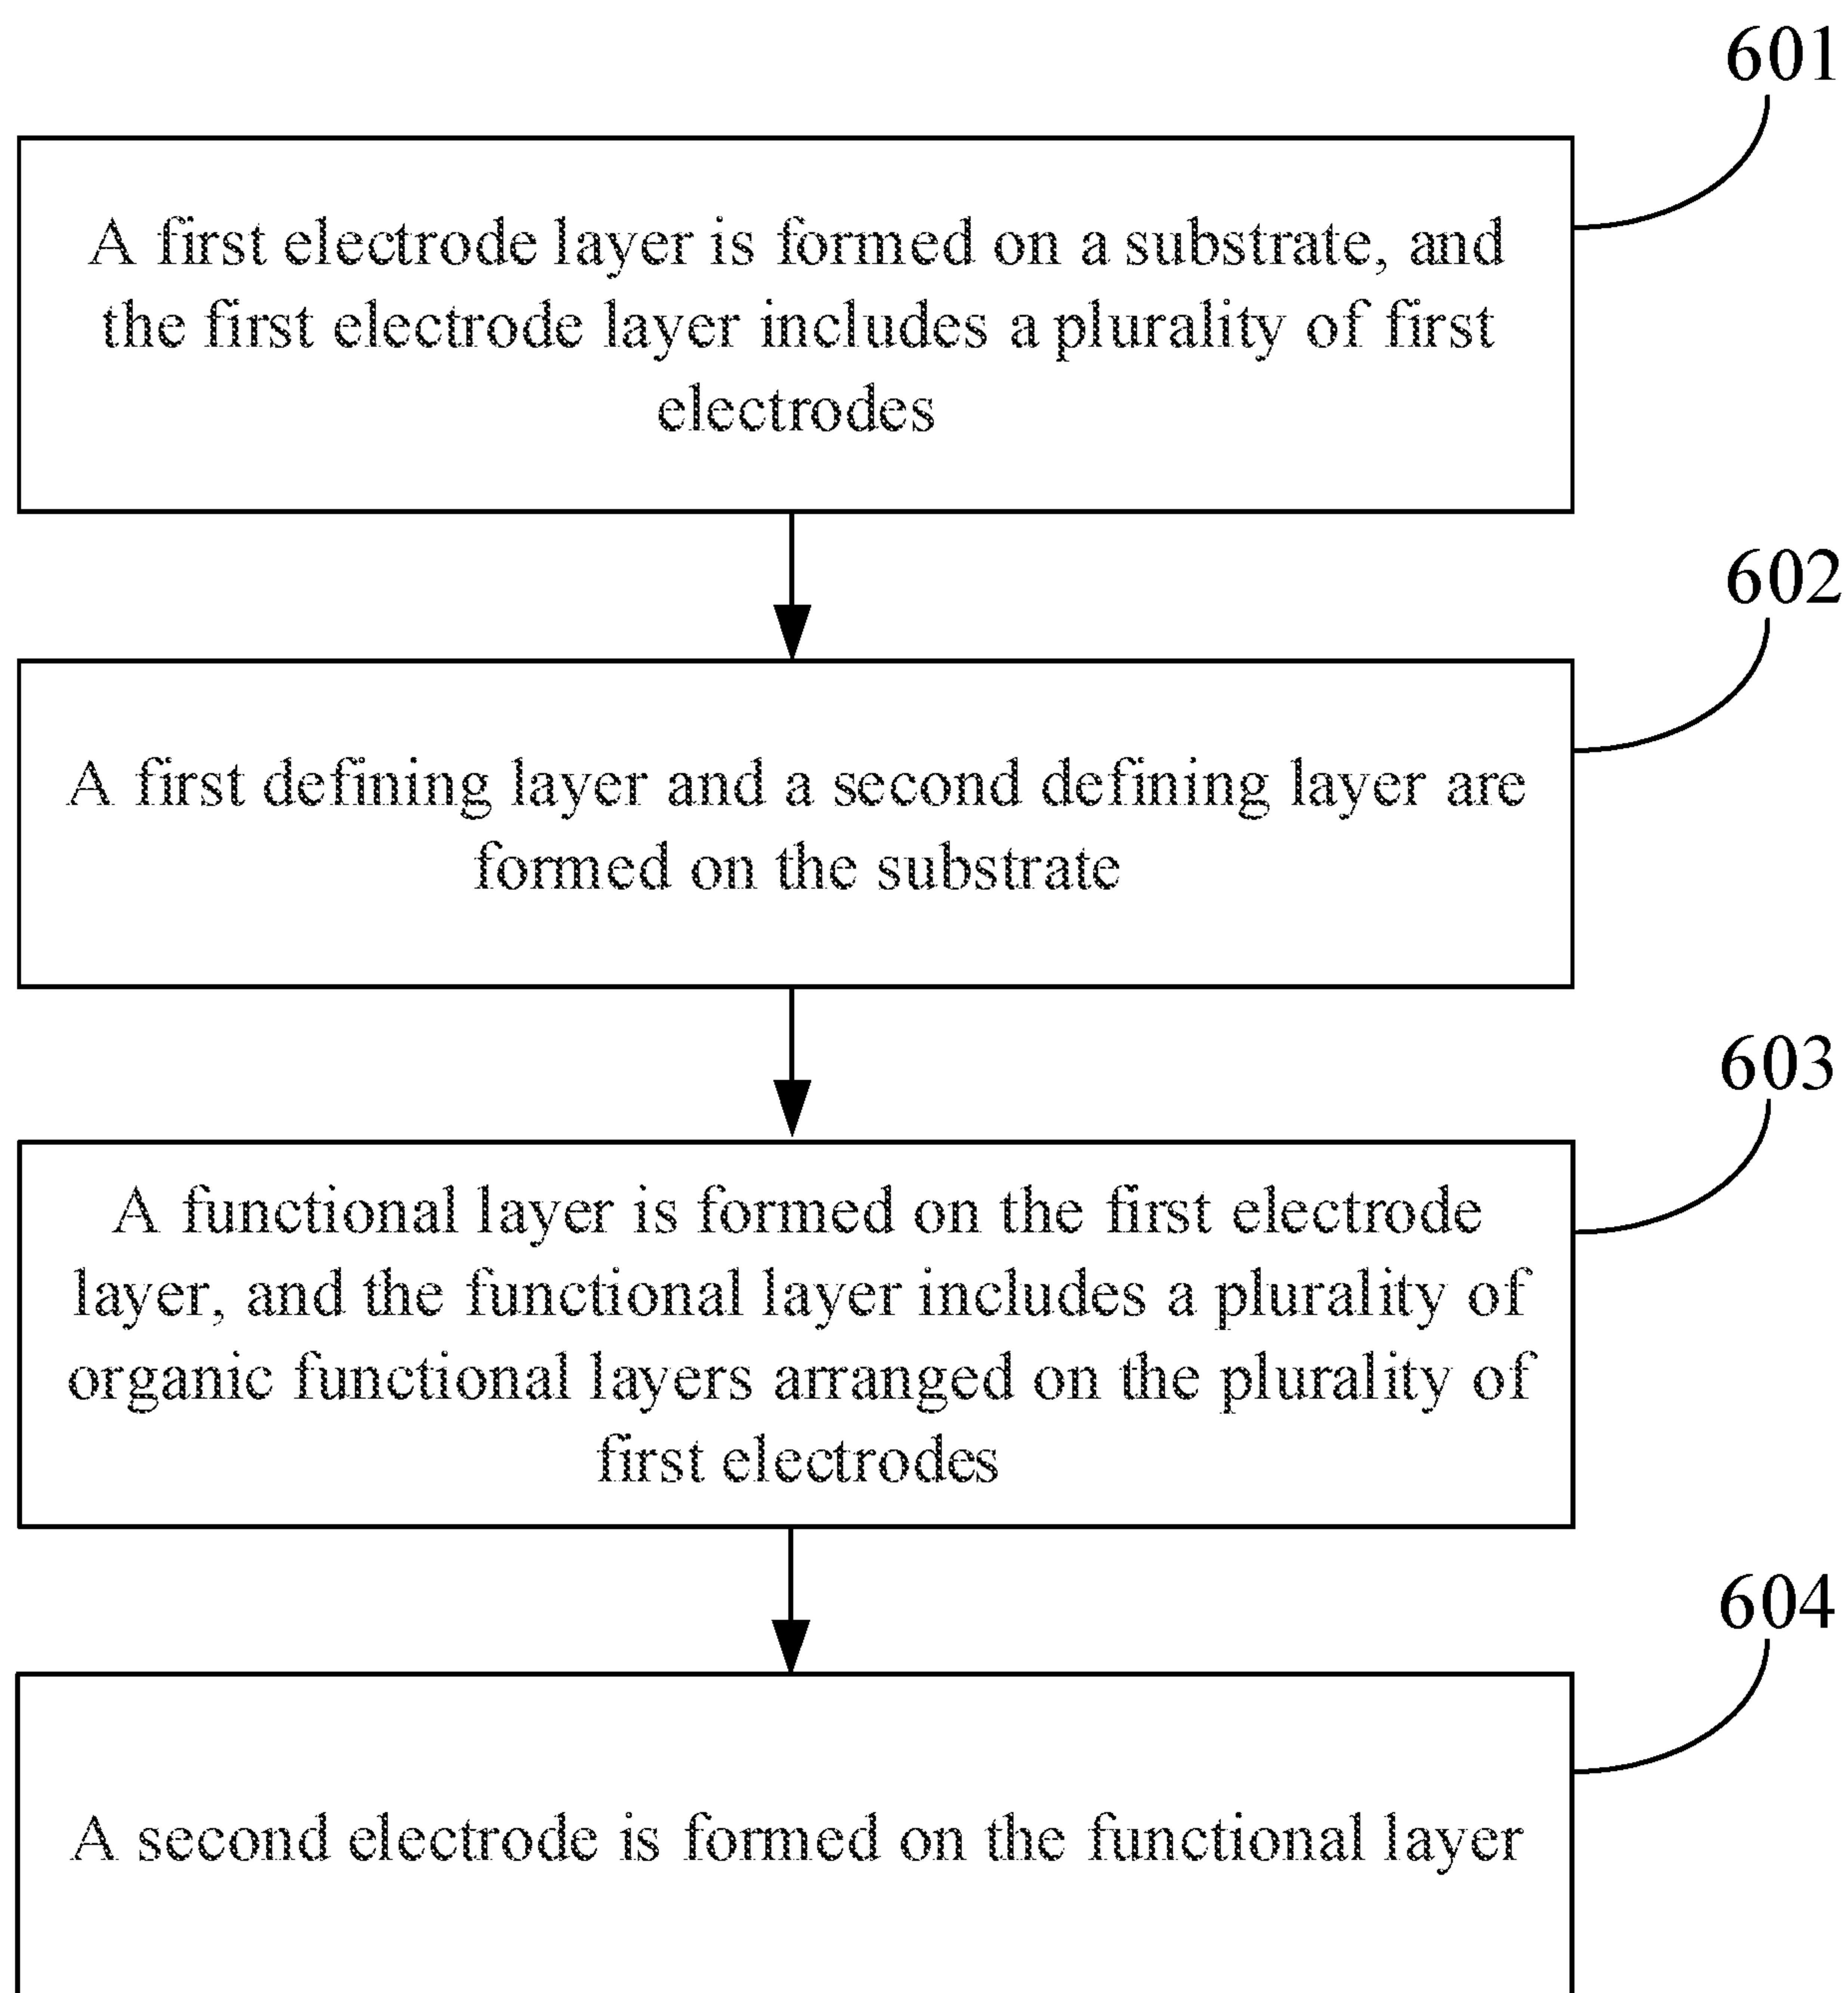 601
A first electrode layer is formed on a substrate, and
the first electrode layer includes a plurality of first
electrodes
602
A first defining layer and a second defining layer are
formed on the substrate
603
A functional layer is formed on the first electrode
layer, and the functional layer includes a plurality of
organic functional layers arranged on the plurality of
first electrodes
604
A second electrode is formed on the functional layer